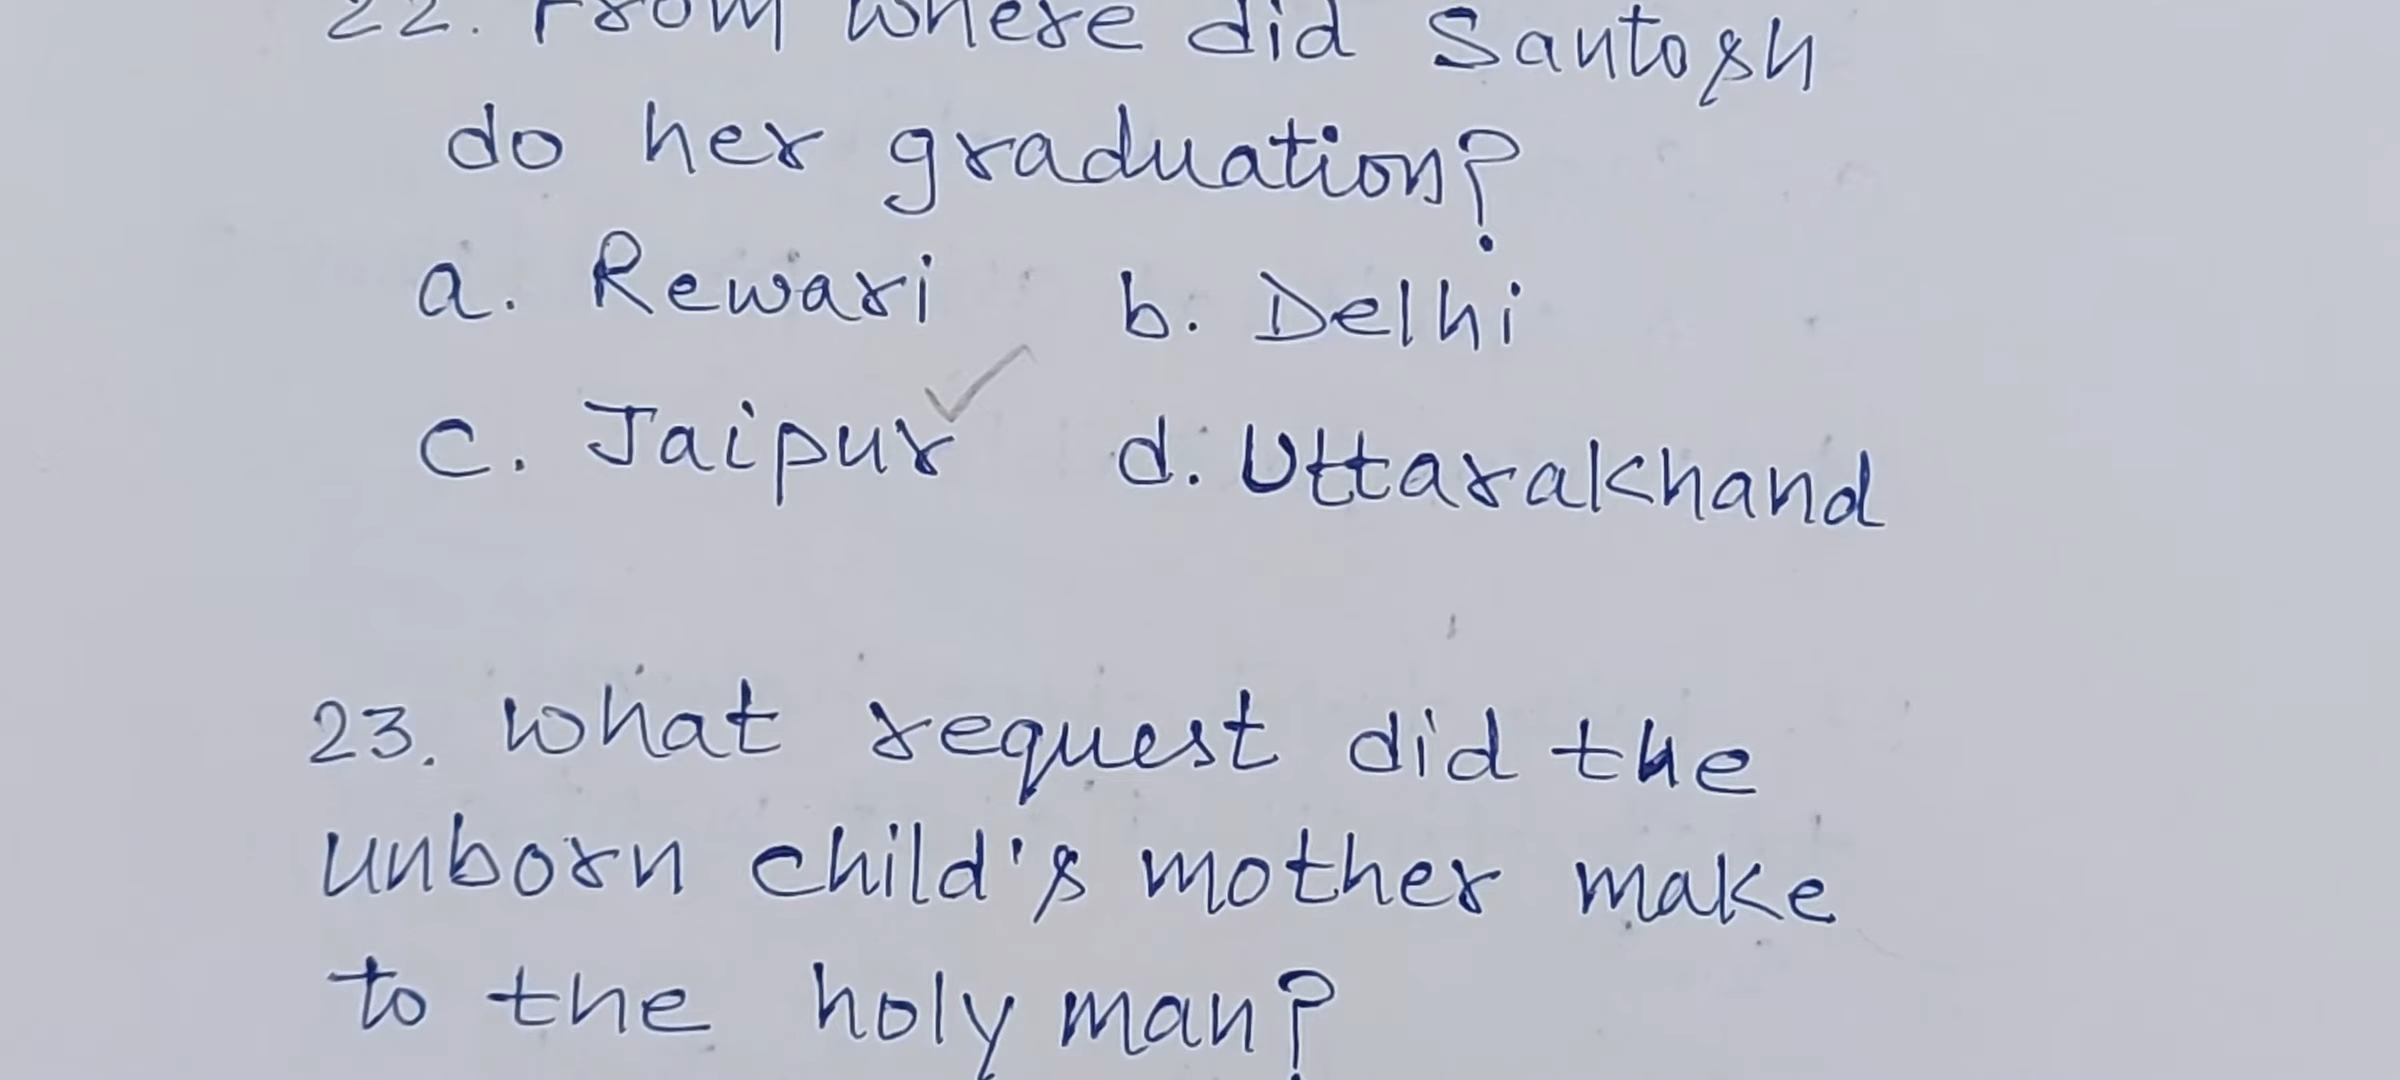 22. From where did Santosh
do her graduation?
a. Rewari b. Delhi
c. Jaipur ✓ d. Uttarakhand
23. What request did the
unborn child's mother make
to the holy man?